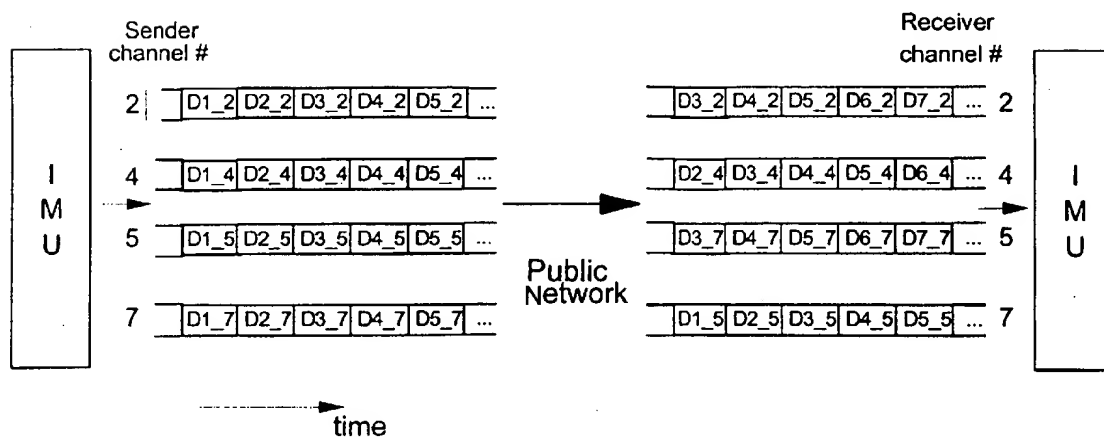 Sender
channel #
Receiver
channel #
I
M
U
2 D1_2 D2_2 D3_2 D4_2 D5_2 ...
D3_2 D4_2 D5_2 D6_2 D7_2 ... 2
4 D1_4 D2_4 D3_4 D4_4 D5_4 ...
D2_4 D3_4 D4_4 D5_4 D6_4 ... 4
5 D1_5 D2_5 D3_5 D4_5 D5_5 ...
D3_7 D4_7 D5_7 D6_7 D7_7 ... 5
7 D1_7 D2_7 D3_7 D4_7 D5_7 ...
D1_5 D2_5 D3_5 D4_5 D5_5 ... 7
Public
Network
I
M
U
time